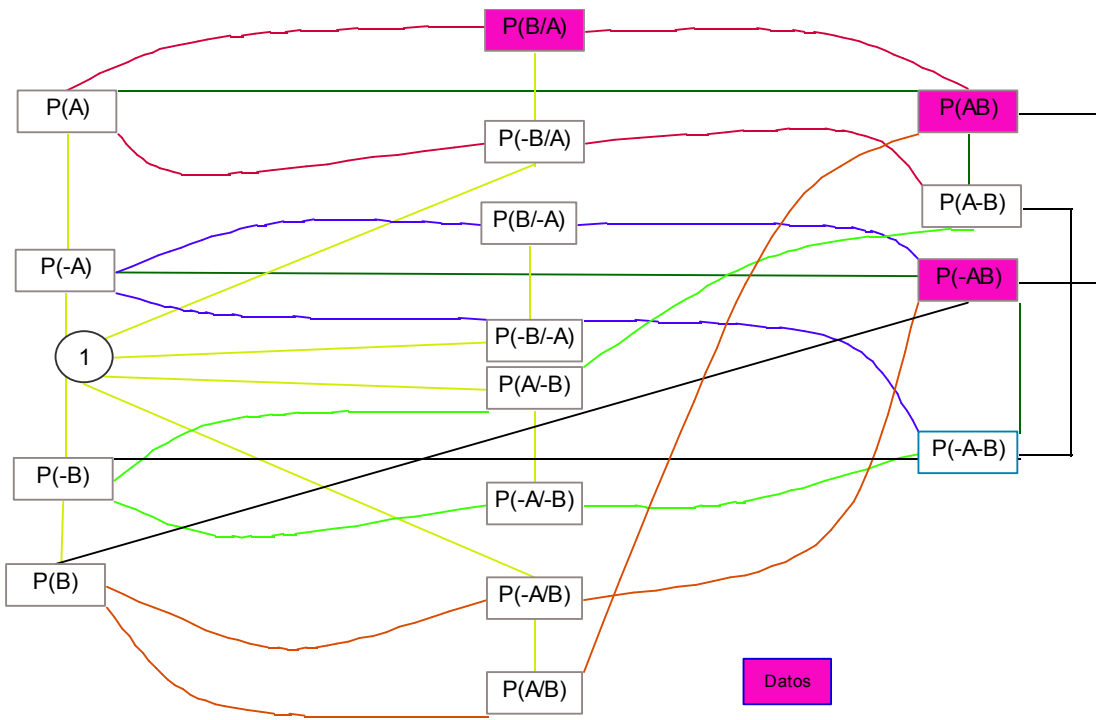 P(B/A)
P(A)
P(AB)
P(-B/A)
P(A-B)
P(B/-A)
P(-A)
P(-AB)
P(-B/-A)
1
P(A/-B)
P(-A-B)
P(-B)
P(-A/-B)
P(B)
P(-A/B)
P(A/B)
Datos